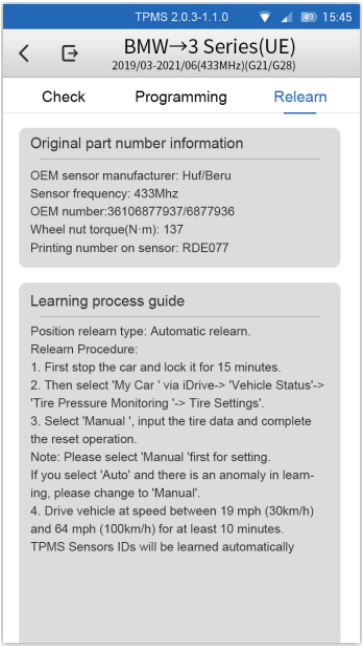 TPMS 2.0.3-1.1.0 49 15:45
BMW→3 Series(UE)
2019/03-2021/06(433MHz)(G21/G28)
Check Programming Relearn
Original part number information
OEM sensor manufacturer: Huf/Beru
Sensor frequency: 433Mhz
OEM number:36106877937/6877936
Wheel nut torque(N·m): 137
Printing number on sensor: RDE077
Learning process guide
Position relearn type: Automatic relearn.
Relearn Procedure:
1. First stop the car and lock it for 15 minutes.
2. Then select 'My Car ' via iDrive-> 'Vehicle Status'->
'Tire Pressure Monitoring '-> Tire Settings'.
3. Select 'Manual ', input the tire data and complete
the reset operation.
Note: Please select 'Manual 'first for setting.
If you select 'Auto' and there is an anomaly in learn-
ing, please change to 'Manual'.
4. Drive vehicle at speed between 19 mph (30km/h)
and 64 mph (100km/h) for at least 10 minutes.
TPMS Sensors IDs will be learned automatically